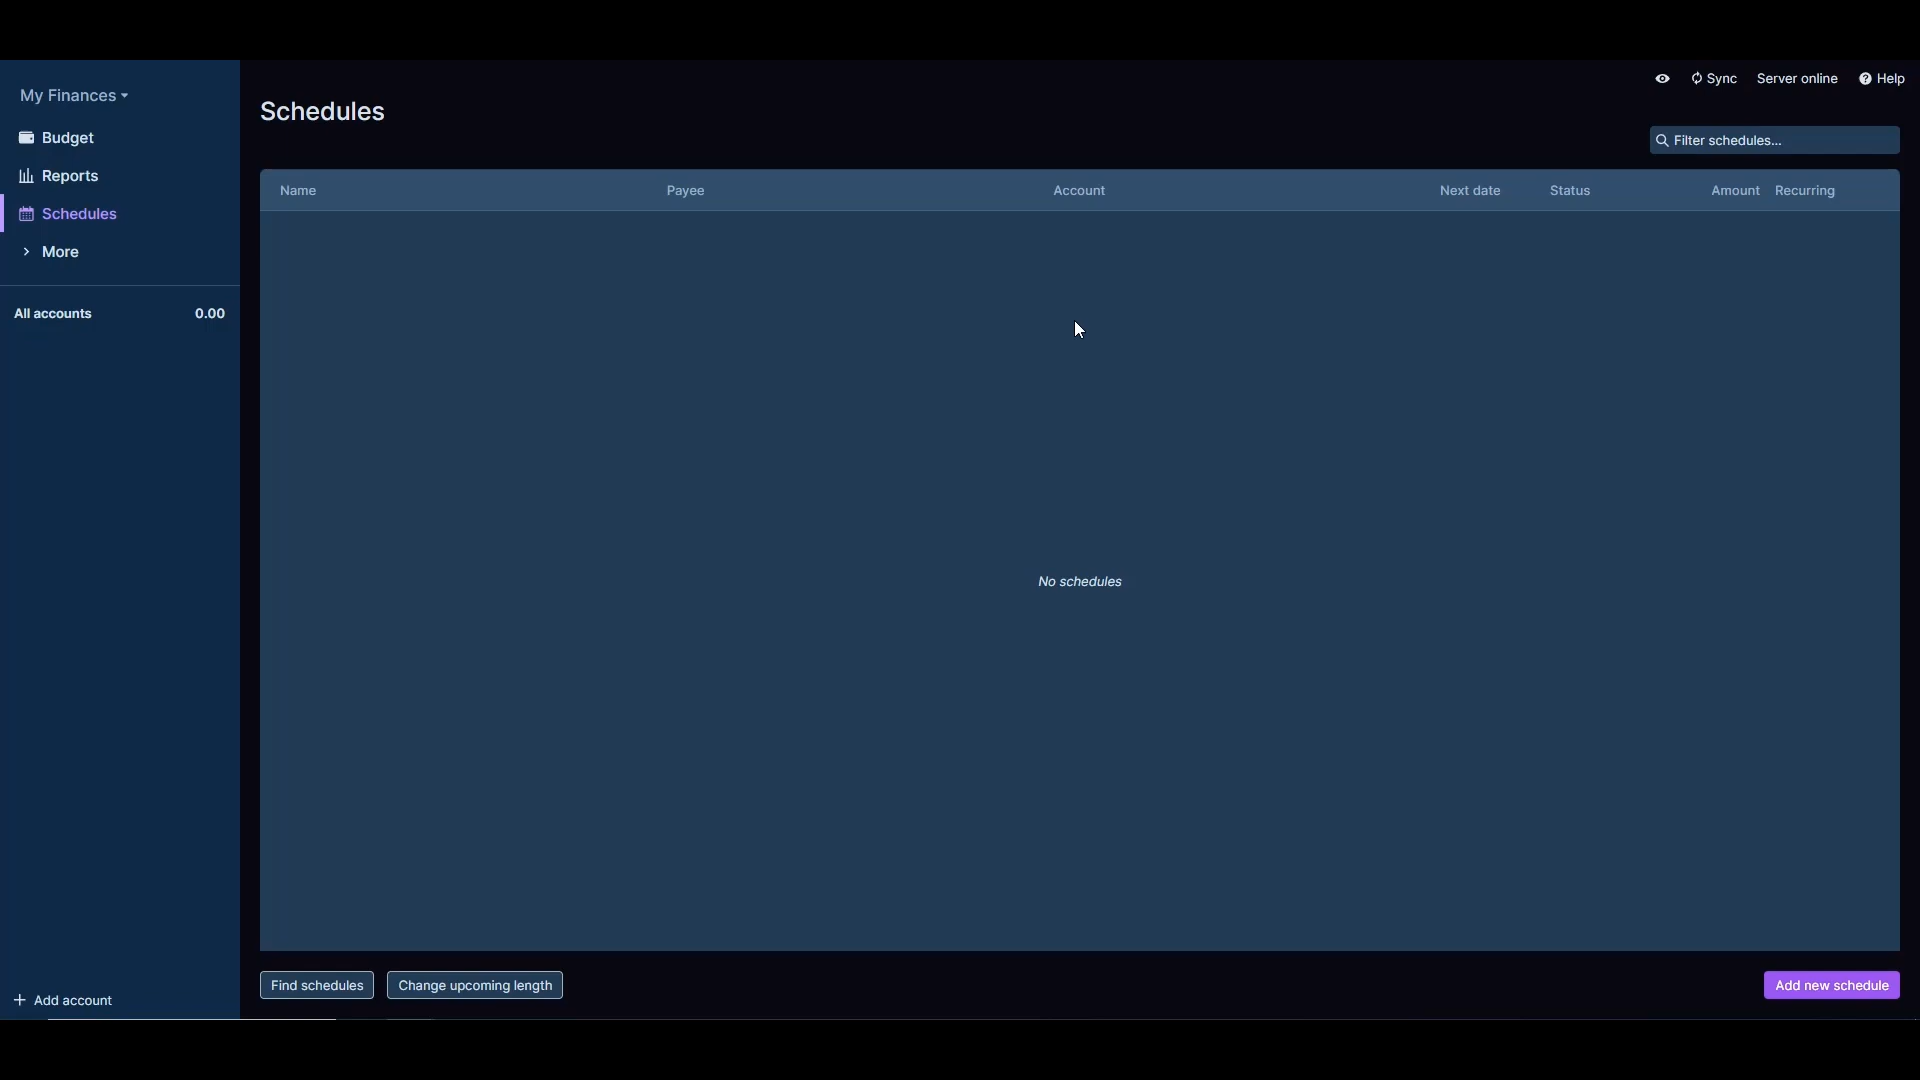 My Finances
Budget
Reports
Schedules
More
All accounts 0.00
Add account
Sync Server online Help
Schedules
Filter schedules...
Name Payee Account Next date Status Amount Recurring
No schedules
Find schedules Change upcoming length Add new schedule